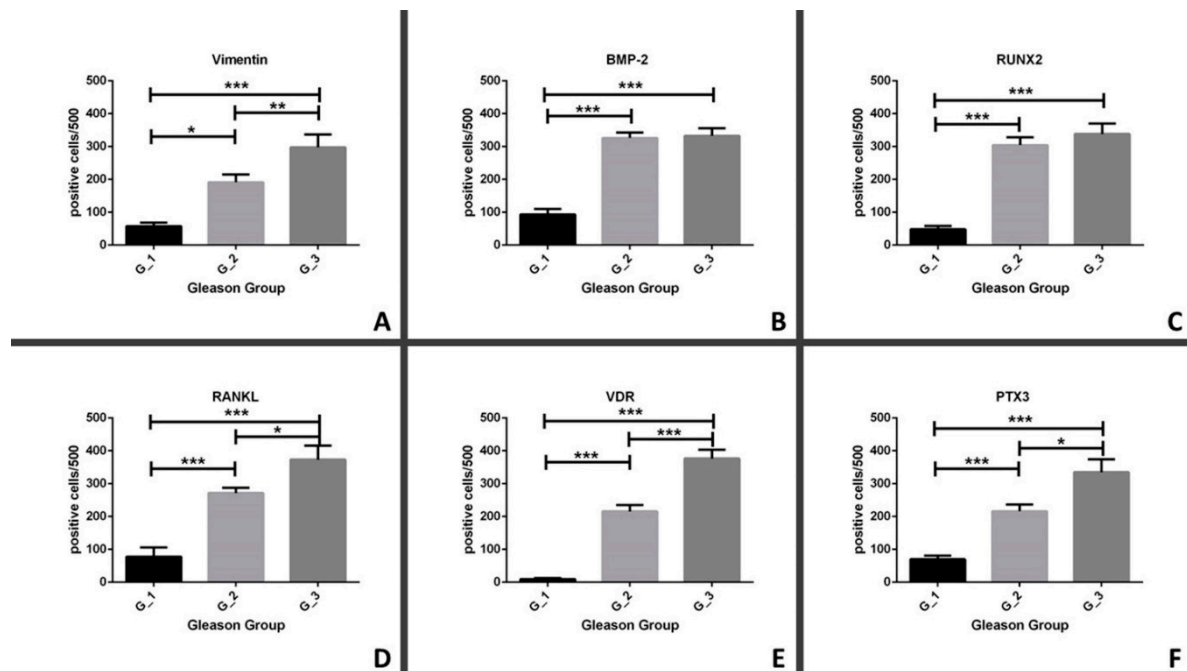 Vimentin
positive cells/500
500
400
300
200
100
0
***
**
*
G_1
G_2
G_3
Gleason Group
A
BMP-2
positive cells/500
500
400
300
200
100
0
***
***
G_1
G_2
G_3
Gleason Group
B
RUNX2
positive cells/500
500
400
300
200
100
0
***
***
G_1
G_2
G_3
Gleason Group
C
RANKL
positive cells/500
500
400
300
200
100
0
***
*
***
G_1
G_2
G_3
Gleason Group
D
VDR
positive cells/500
500
400
300
200
100
0
***
***
***
G_1
G_2
G_3
Gleason Group
E
PTX3
positive cells/500
500
400
300
200
100
0
***
*
***
G_1
G_2
G_3
Gleason Group
F